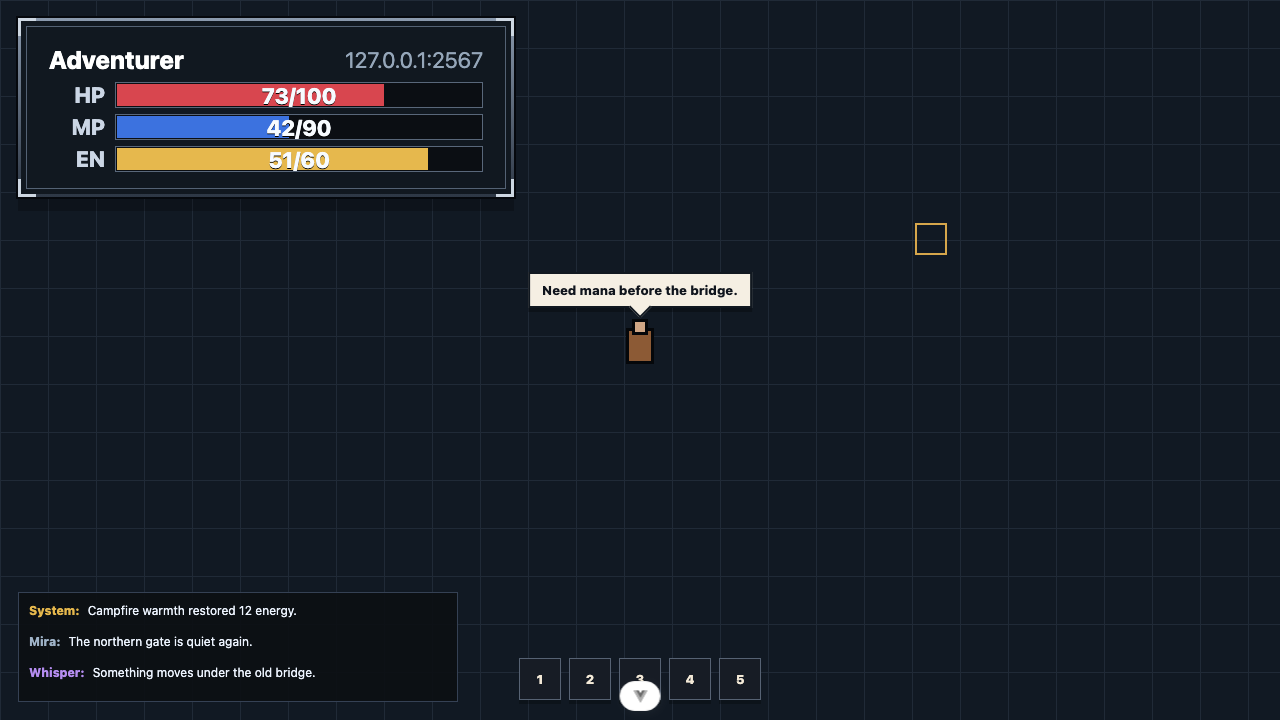 Adventurer 127.0.0.1:2567
HP 73/100
MP 42/90
EN 51/60
Need mana before the bridge.
System: Campfire warmth restored 12 energy.
Mira: The northern gate is quiet again.
Whisper: Something moves under the old bridge.
1 2 3 4 5